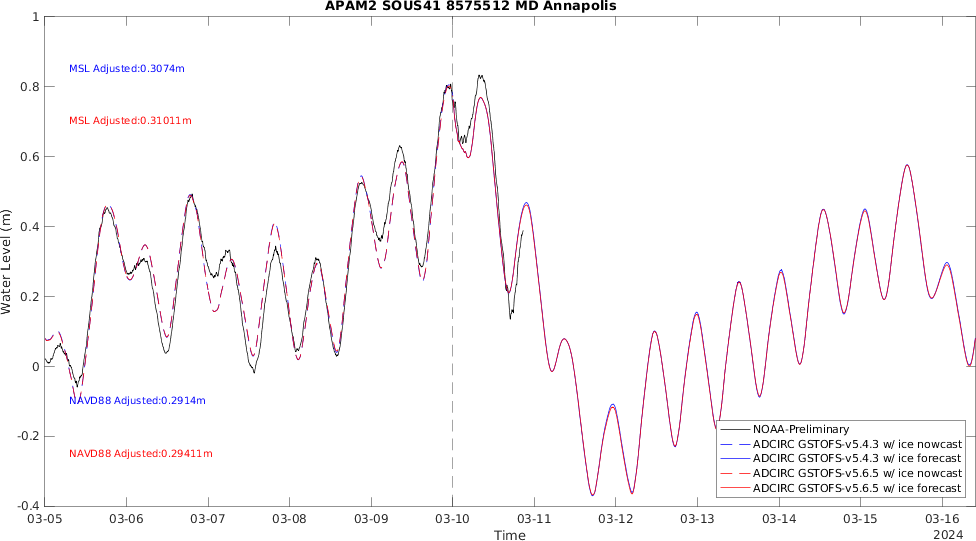 APAM2 SOUS41 8575512 MD Annapolis
1
0.8
0.6
0.4
0.2
0
-0.2
-0.4
Water Level (m)
MSL Adjusted:0.3074m
MSL Adjusted:0.31011m
NAVD88 Adjusted:0.2914m
NAVD88 Adjusted:0.29411m
NOAA-Preliminary
ADCIRC GSTOFS-v5.4.3 w/ ice nowcast
ADCIRC GSTOFS-v5.4.3 w/ ice forecast
ADCIRC GSTOFS-v5.6.5 w/ ice nowcast
ADCIRC GSTOFS-v5.6.5 w/ ice forecast
03-05 03-06 03-07 03-08 03-09 03-10 03-11 03-12 03-13 03-14 03-15 03-16
Time
2024